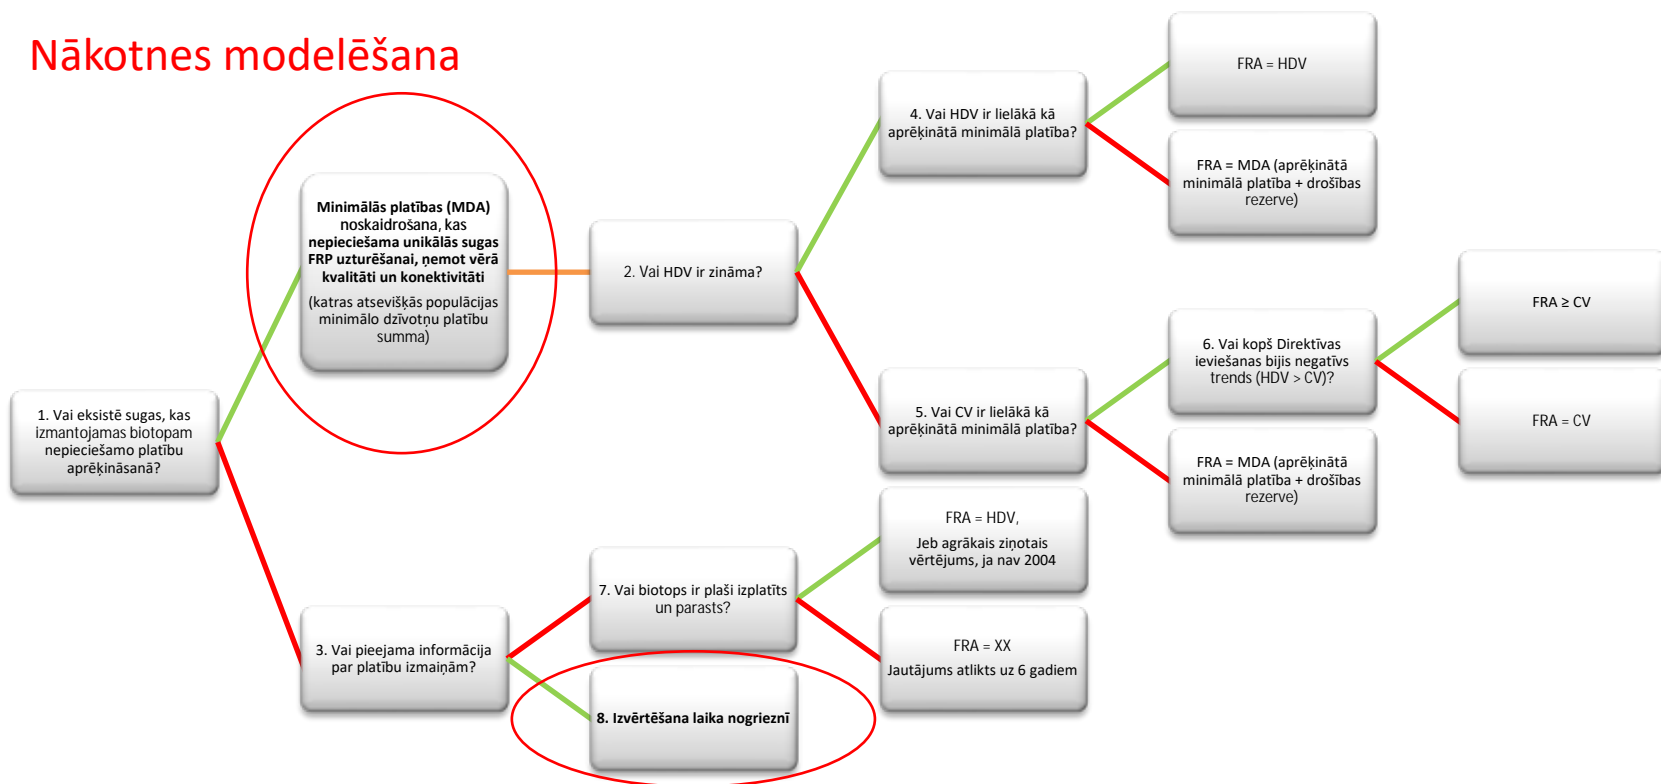 Nākotnes modelēšana
1. Vai eksistē sugas, kas
izmantojamas biotopam
nepieciešamo platību
aprēķināsanā?
Minimālās platības (MDA)
noskaidrošana, kas
nepieciešama unikālās sugas
FRP uzturēšanai, ņemot vērā
kvalitāti un konektivitāti
(katras atsevišķās populācijas
minimālo dzīvotņu platību
summa)
2. Vai HDV ir zināma?
4. Vai HDV ir lielākā kā
aprēķinātā minimālā platība?
FRA = HDV
FRA = MDA (aprēķinātā
minimālā platība + drošības
rezerve)
5. Vai CV ir lielākā kā
aprēķinātā minimālā platība?
6. Vai kopš Direktīvas
ieviešanas bijis negatīvs
trends (HDV > CV)?
FRA ≥ CV
FRA = CV
FRA = MDA (aprēķinātā
minimālā platība + drošības
rezerve)
3. Vai pieejama informācija
par platību izmaiņām?
7. Vai biotops ir plaši izplatīts
un parasts?
FRA = HDV,
Jeb agrākais ziņotais
vērtējums, ja nav 2004
FRA = XX
Jautājums atlikts uz 6 gadiem
8. Izvērtēšana laika nogrieznī